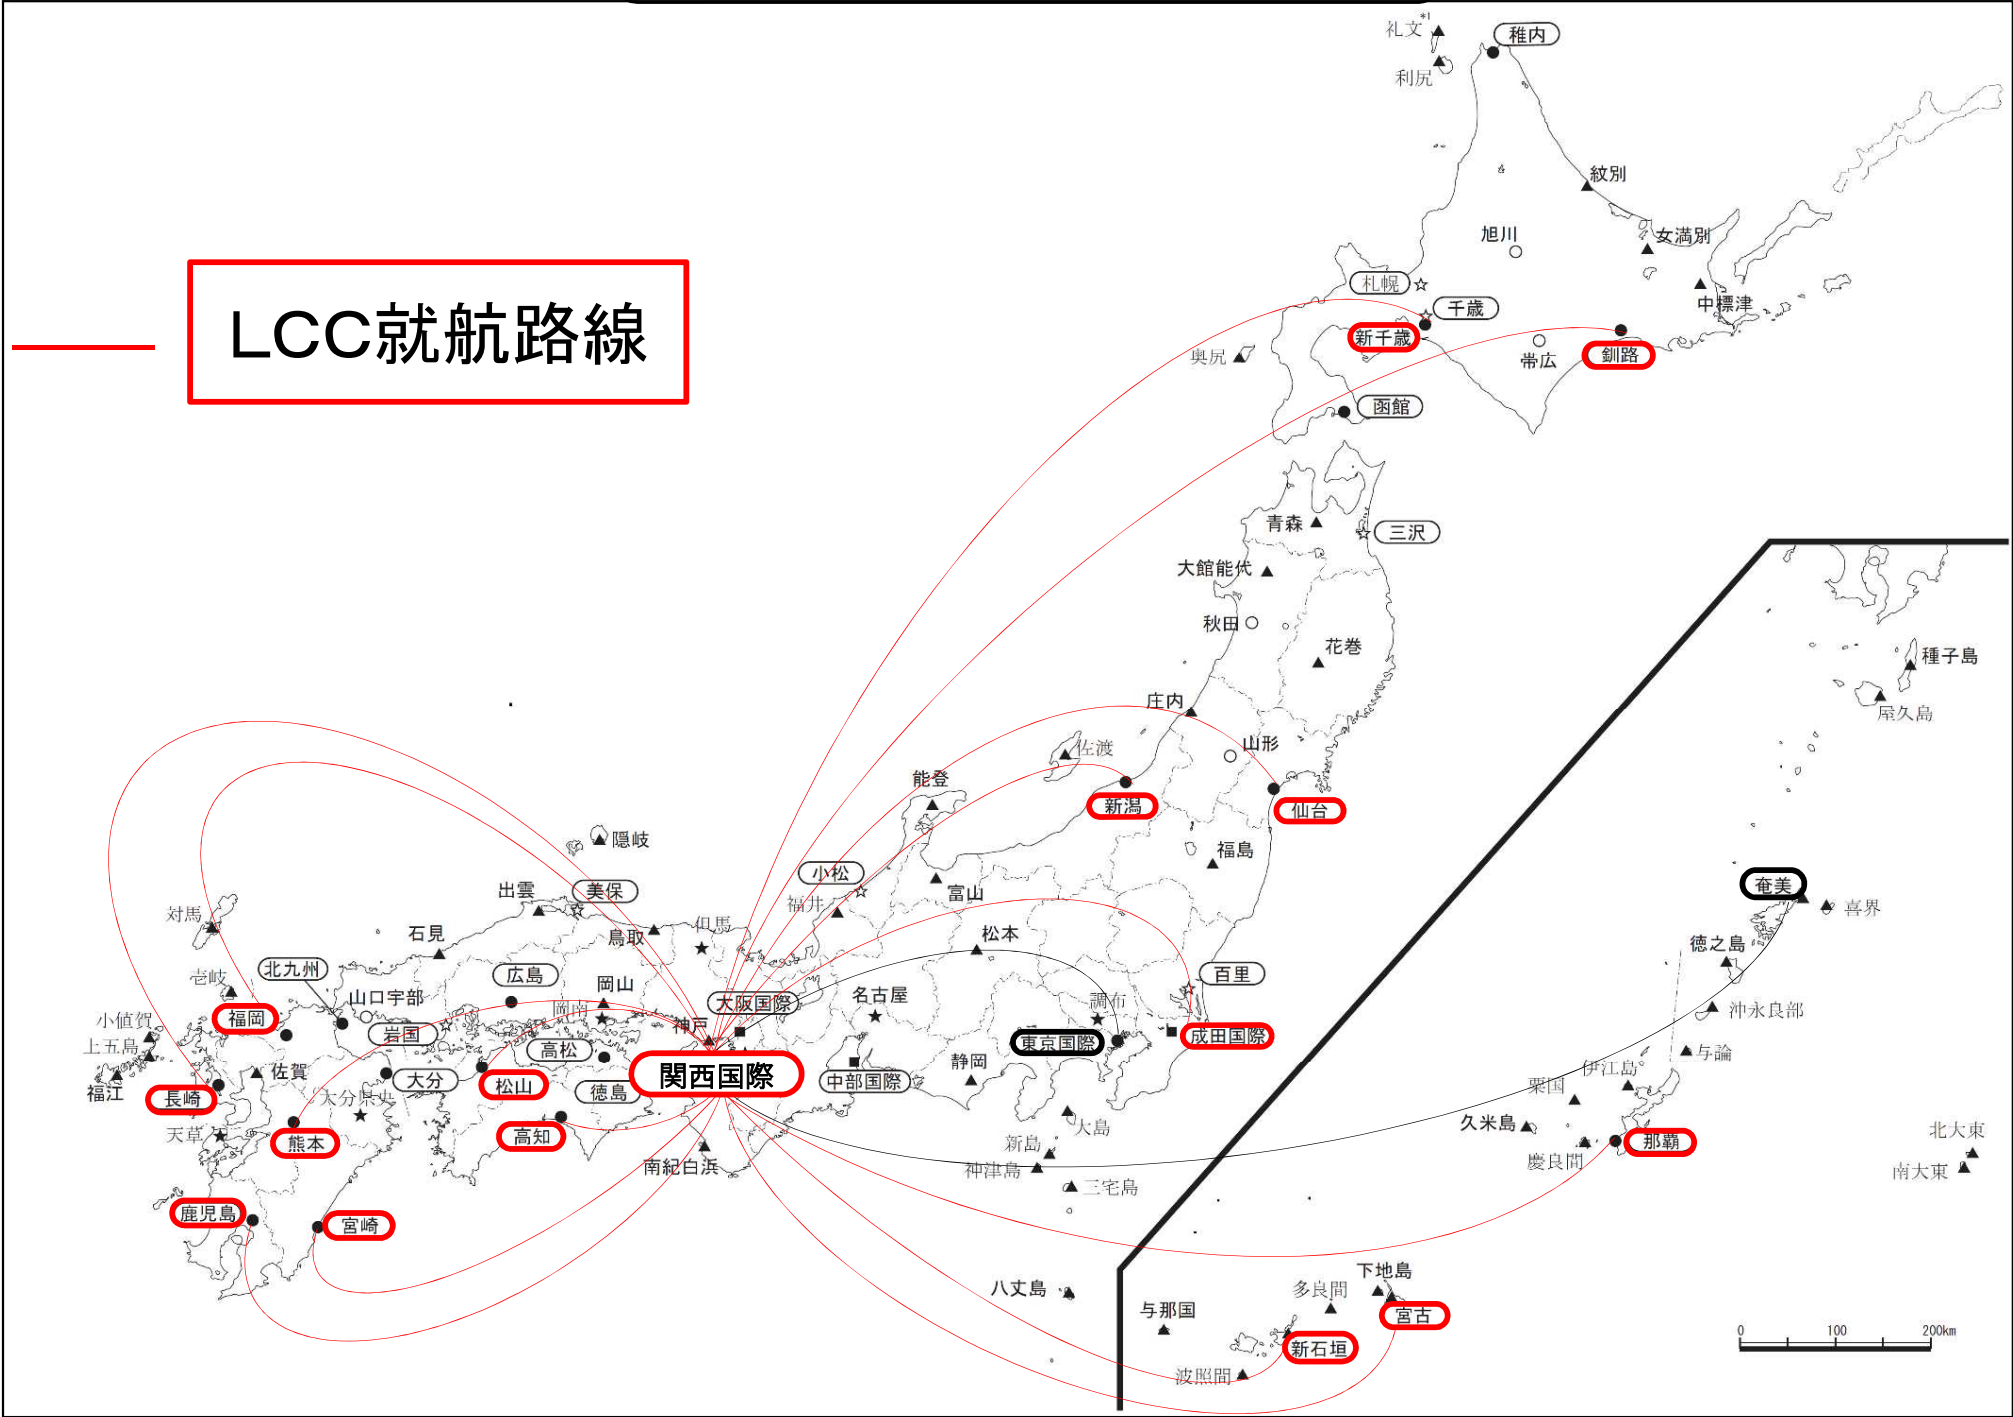 礼文*1
稚内
利尻
紋別
旭川
女満別
札幌
千歳
中標津
新千歳
釧路
LCC就航路線
奥尻
帯広
函館
青森
三沢
大館能代
秋田
花巻
種子島
庄内
屋久島
佐渡
山形
能登
新潟
仙台
隠岐
福島
小松
出雲
美保
富山
奄美
福井
喜界
対馬
但馬
石見
鳥取
松本
徳之島
北九州
広島
百里
壱岐
山口宇部
岡山
大阪国際
名古屋
調布
沖永良部
福岡
岡南
小値賀
岩国
神戸
東京国際
成田国際
上五島
高松
静岡
与論
佐賀
関西国際
伊江島
福江
大分
松山
徳島
中部国際
粟国
長崎
大分県央
久米島
天草
熊本
高知
大島
那覇
北大東
新島
慶良間
南紀白浜
神津島
南大東
三宅島
鹿児島
宮崎
下地島
八丈島
多良間
与那国
宮古
0 100 200km
新石垣
波照間